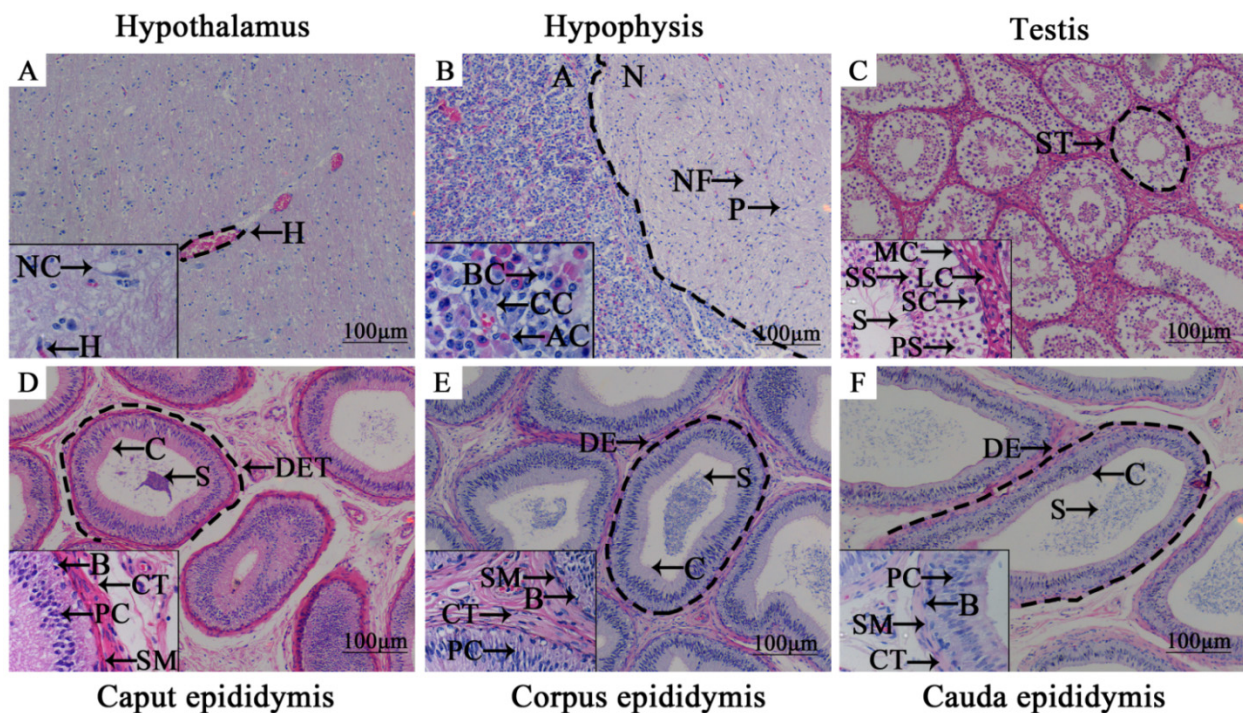 Hypothalamus
Hypophysis
Testis
A
H
NC
H
100μm
B
A
N
NF
P
BC
CC
AC
100μm
C
ST
MC
SS
LC
SC
S
PS
100μm
D
C
S
DET
B
CT
PC
SM
100μm
E
DE
S
C
SM
B
CT
PC
100μm
F
DE
C
S
PC
B
SM
CT
100μm
Caput epididymis
Corpus epididymis
Cauda epididymis